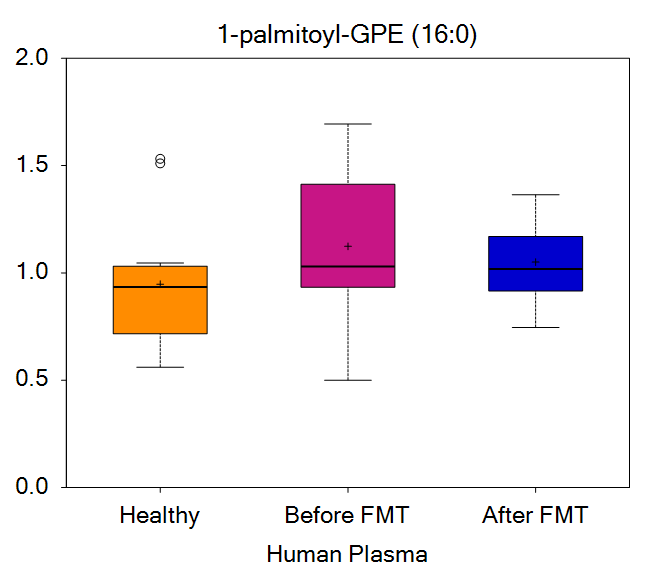 1-palmitoyl-GPE (16:0)
2.0
1.5
1.0
0.5
0.0
Healthy Before FMT After FMT
Human Plasma